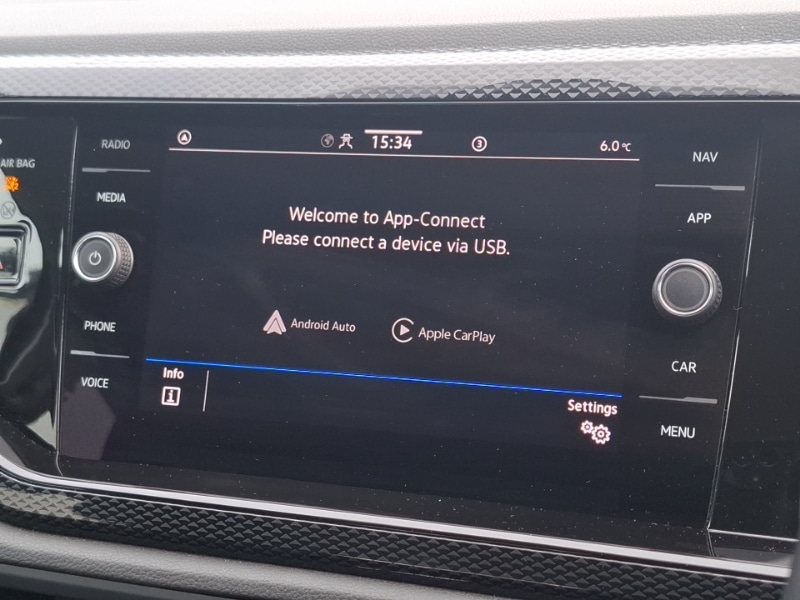 AIR BAG
RADIO
MEDIA
PHONE
VOICE
15:34
3
6.0°C
Welcome to App-Connect
Please connect a device via USB.
Android Auto
Apple CarPlay
Info
i
Settings
NAV
APP
CAR
MENU